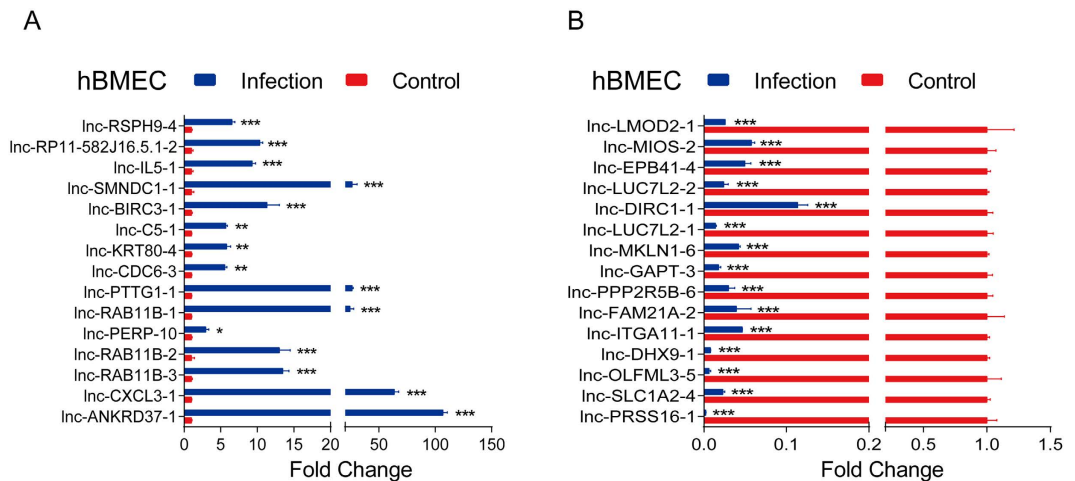 A
hBMEC Infection Control
lnc-RSPH9-4 ***
lnc-RP11-582J16.5.1-2 ***
lnc-IL5-1 ***
lnc-SMNDC1-1 ***
lnc-BIRC3-1 ***
lnc-C5-1 **
lnc-KRT80-4 **
lnc-CDC6-3 **
lnc-PTTG1-1 ***
lnc-RAB11B-1 ***
lnc-PERP-10 *
lnc-RAB11B-2 ***
lnc-RAB11B-3 ***
lnc-CXCL3-1 ***
lnc-ANKRD37-1 ***
0 5 10 15 20 50 100 150
Fold Change
B
hBMEC Infection Control
lnc-LMOD2-1 ***
lnc-MIOS-2 ***
lnc-EPB41-4 ***
lnc-LUC7L2-2 ***
lnc-DIRC1-1 ***
lnc-LUC7L2-1 ***
lnc-MKLN1-6 ***
lnc-GAPT-3 ***
lnc-PPP2R5B-6 ***
lnc-FAM21A-2 ***
lnc-ITGA11-1 ***
lnc-DHX9-1 ***
lnc-OLFML3-5 ***
lnc-SLC1A2-4 ***
lnc-PRSS16-1 ***
0.0 0.1 0.2 0.5 1.0 1.5
Fold Change